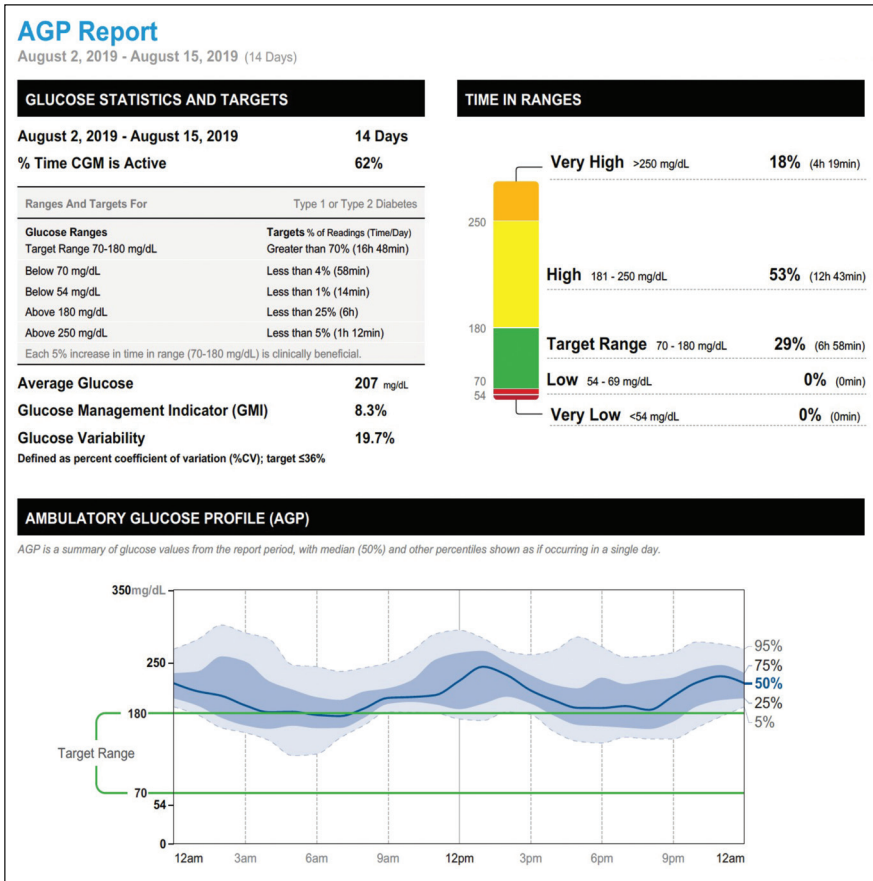 AGP Report
August 2, 2019 - August 15, 2019 (14 Days)
GLUCOSE STATISTICS AND TARGETS
August 2, 2019 - August 15, 2019 14 Days
% Time CGM is Active 62%
Ranges And Targets For Type 1 or Type 2 Diabetes
Glucose Ranges Targets % of Readings (Time/Day)
Target Range 70-180 mg/dL Greater than 70% (16h 48min)
Below 70 mg/dL Less than 4% (58min)
Below 54 mg/dL Less than 1% (14min)
Above 180 mg/dL Less than 25% (6h)
Above 250 mg/dL Less than 5% (1h 12min)
Each 5% increase in time in range (70-180 mg/dL) is clinically beneficial.
Average Glucose 207 mg/dL
Glucose Management Indicator (GMI) 8.3%
Glucose Variability 19.7%
Defined as percent coefficient of variation (%CV); target ≤36%
TIME IN RANGES
Very High >250 mg/dL 18% (4h 19min)
250
High 181 - 250 mg/dL 53% (12h 43min)
180
Target Range 70 - 180 mg/dL 29% (6h 58min)
70
Low 54 - 69 mg/dL 0% (0min)
54
Very Low <54 mg/dL 0% (0min)
AMBULATORY GLUCOSE PROFILE (AGP)
AGP is a summary of glucose values from the report period, with median (50%) and other percentiles shown as if occurring in a single day.
350mg/dL
95%
250
75%
50%
25%
180
5%
Target Range
70
54
0
12am 3am 6am 9am 12pm 3pm 6pm 9pm 12am